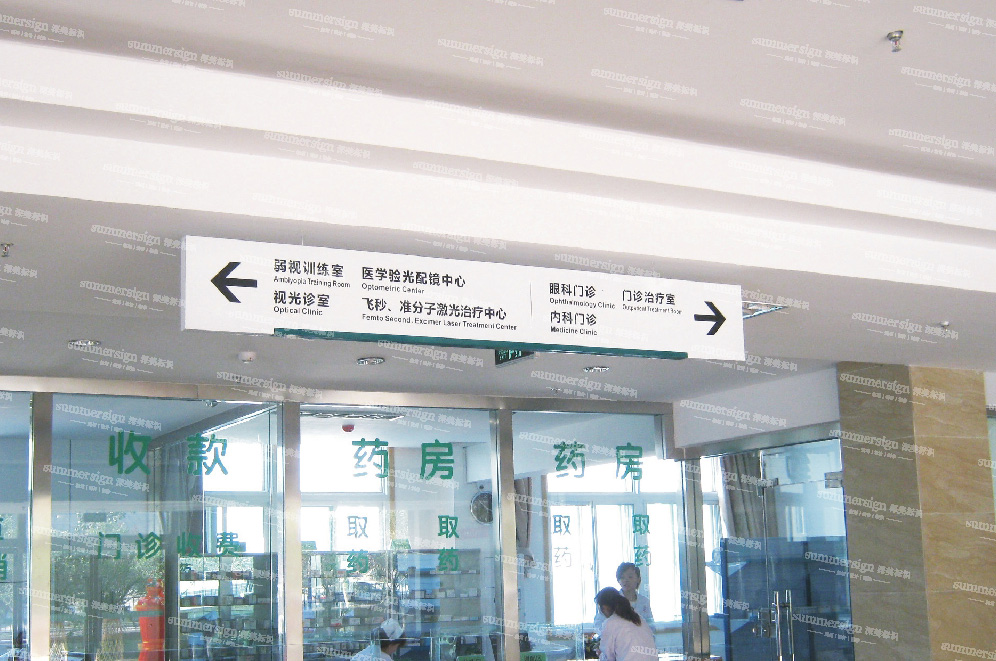 弱视训练室 医学验光配镜中心
Amblyopia Training Room Optometric Center
视光诊室 飞秒、准分子激光治疗中心
Optical Clinic Femto Second, Excimer Laser Treatment Center
眼科门诊 门诊治疗室
Ophthermology Clinic Outpatient Treatment Room
内科门诊
Medicine Clinic
收款 药房 药房
门诊收费
取药 取药 取药 取药
summersign